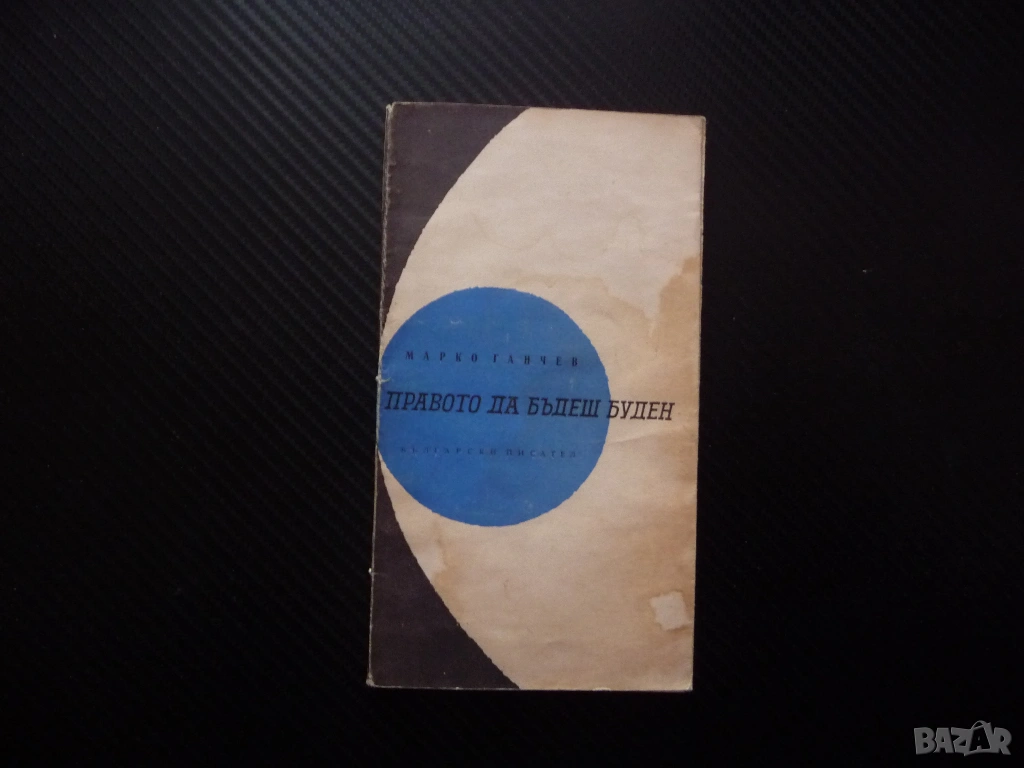 МАРКО ГАНЧЕВ
ПРАВОТО ДА БЪДЕШ БУДЕН
БЪЛГАРСКИ ПИСАТЕЛ
BAZAR